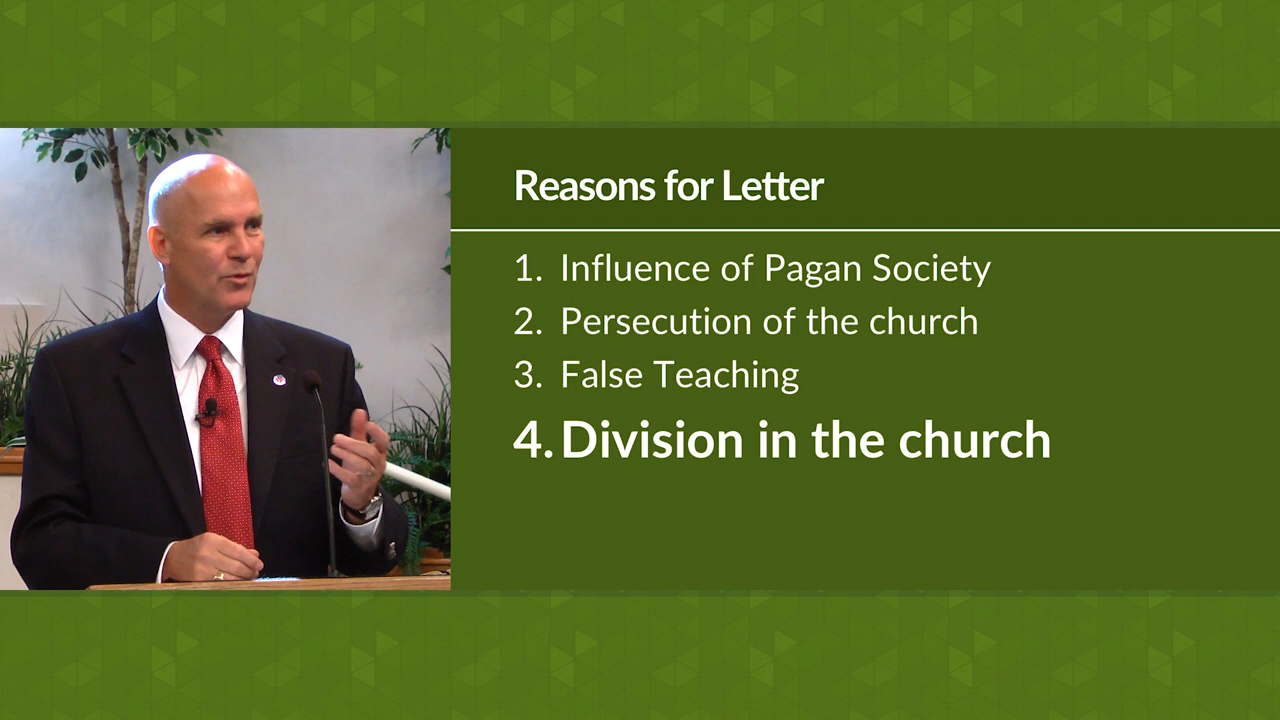 Reasons for Letter
1. Influence of Pagan Society
2. Persecution of the church
3. False Teaching
4. Division in the church